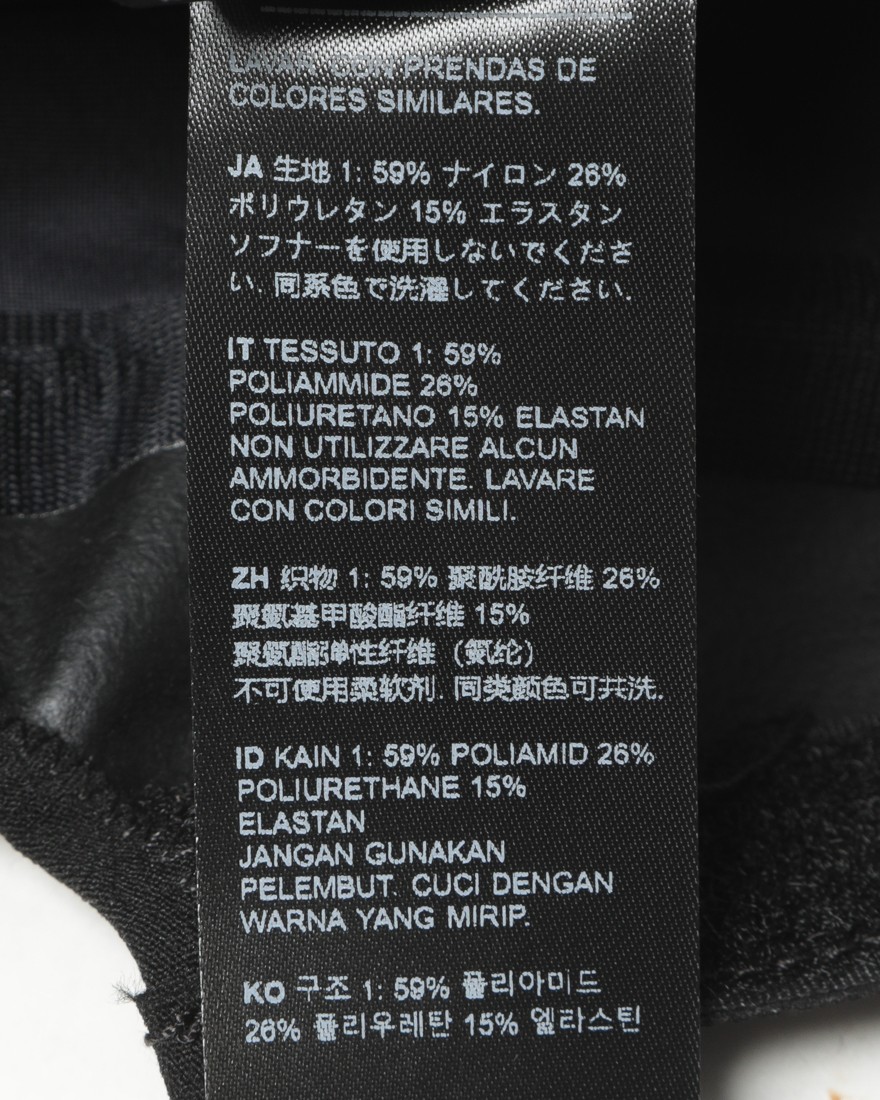 LAVAR CON PRENDAS DE
COLORES SIMILARES.
JA 生地 1: 59% ナイロン 26%
ポリウレタン 15% エラスタン
ソフナーを使用しないでくださ
い. 同系色で洗濯してください.
IT TESSUTO 1: 59%
POLIAMMIDE 26%
POLIURETANO 15% ELASTAN
NON UTILIZZARE ALCUN
AMMORBIDENTE. LAVARE
CON COLORI SIMILI.
ZH 织物 1: 59% 聚酰胺纤维 26%
聚氨基甲酸酯纤维 15%
聚氨酯弹性纤维（氨纶）
不可使用柔软剂. 同类颜色可共洗.
ID KAIN 1: 59% POLIAMID 26%
POLIURETHANE 15%
ELASTAN
JANGAN GUNAKAN
PELEMBUT. CUCI DENGAN
WARNA YANG MIRIP.
KO 구조 1: 59% 폴리아미드
26% 폴리우레탄 15% 엘라스틴